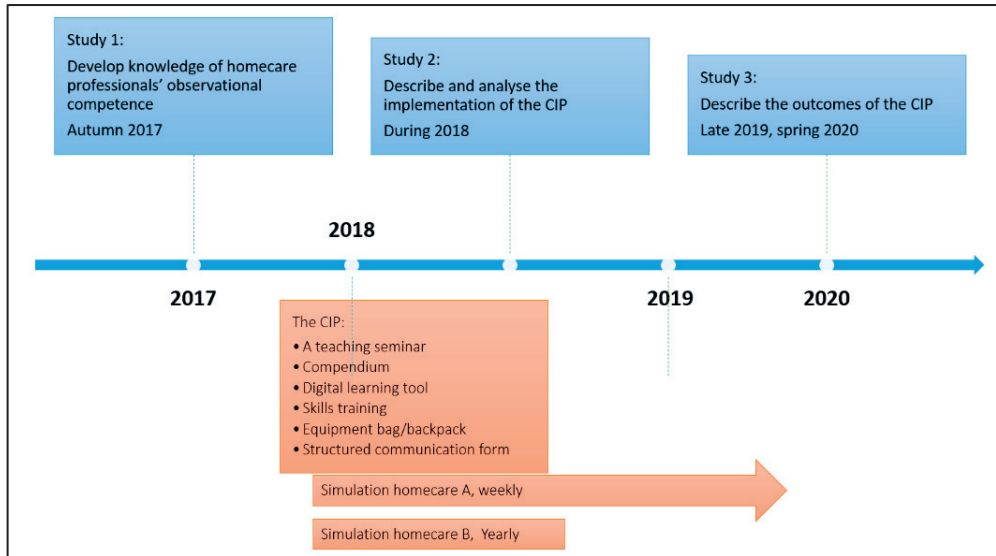 Study 1:
Develop knowledge of homecare
professionals' observational
competence
Autumn 2017
Study 2:
Describe and analyse the
implementation of the CIP
During 2018
Study 3:
Describe the outcomes of the CIP
Late 2019, spring 2020
2018
2017
2019
2020
The CIP:
• A teaching seminar
• Compendium
• Digital learning tool
• Skills training
• Equipment bag/backpack
• Structured communication form
Simulation homecare A, weekly
Simulation homecare B, Yearly